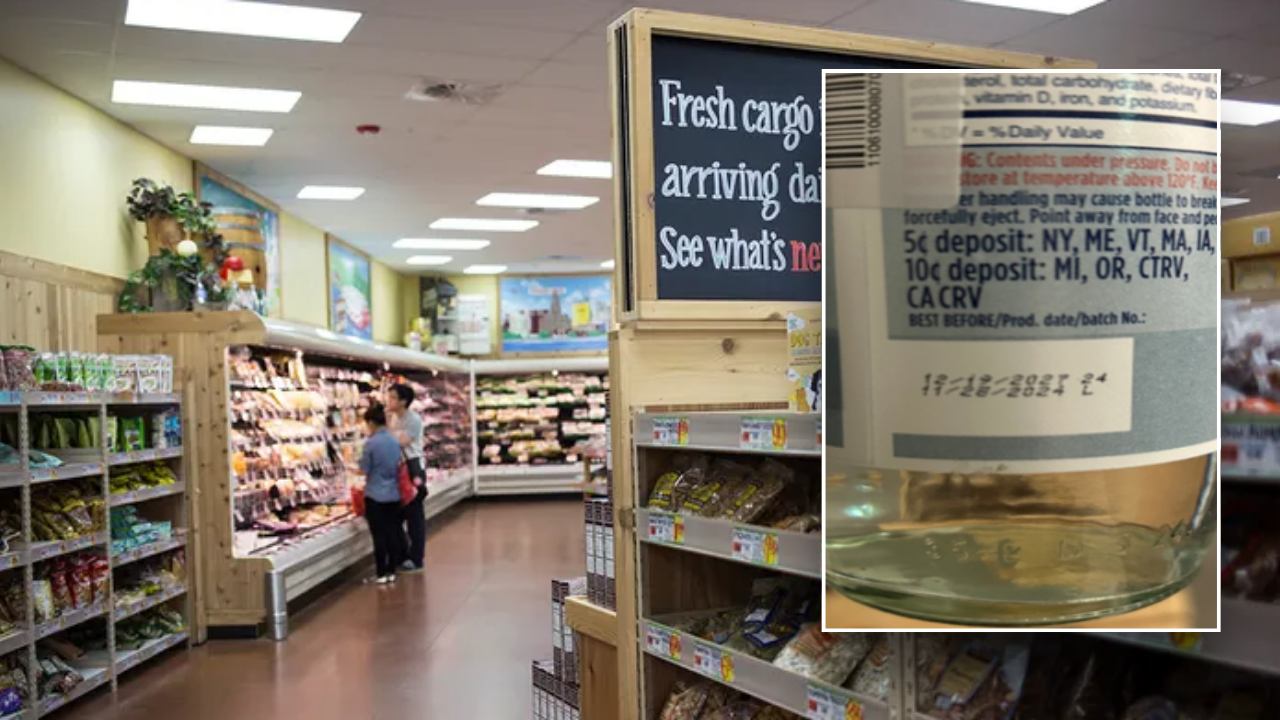 Fresh cargo
arriving dai
See what's ne
11061000807
terol, total carbohydrate, dietary fib
vitamin D, iron, and potassium.
DV = % Daily Value
G: Contents under pressure. Do not
store at temperature above 120°F.
er handling may cause bottle to break
forcefully eject. Point away from face and
5¢ deposit: NY, ME, VT, MA, IA,
10¢ deposit: MI, OR, CTRV,
CA CRV
BEST BEFORE/Prod. date/batch No.: